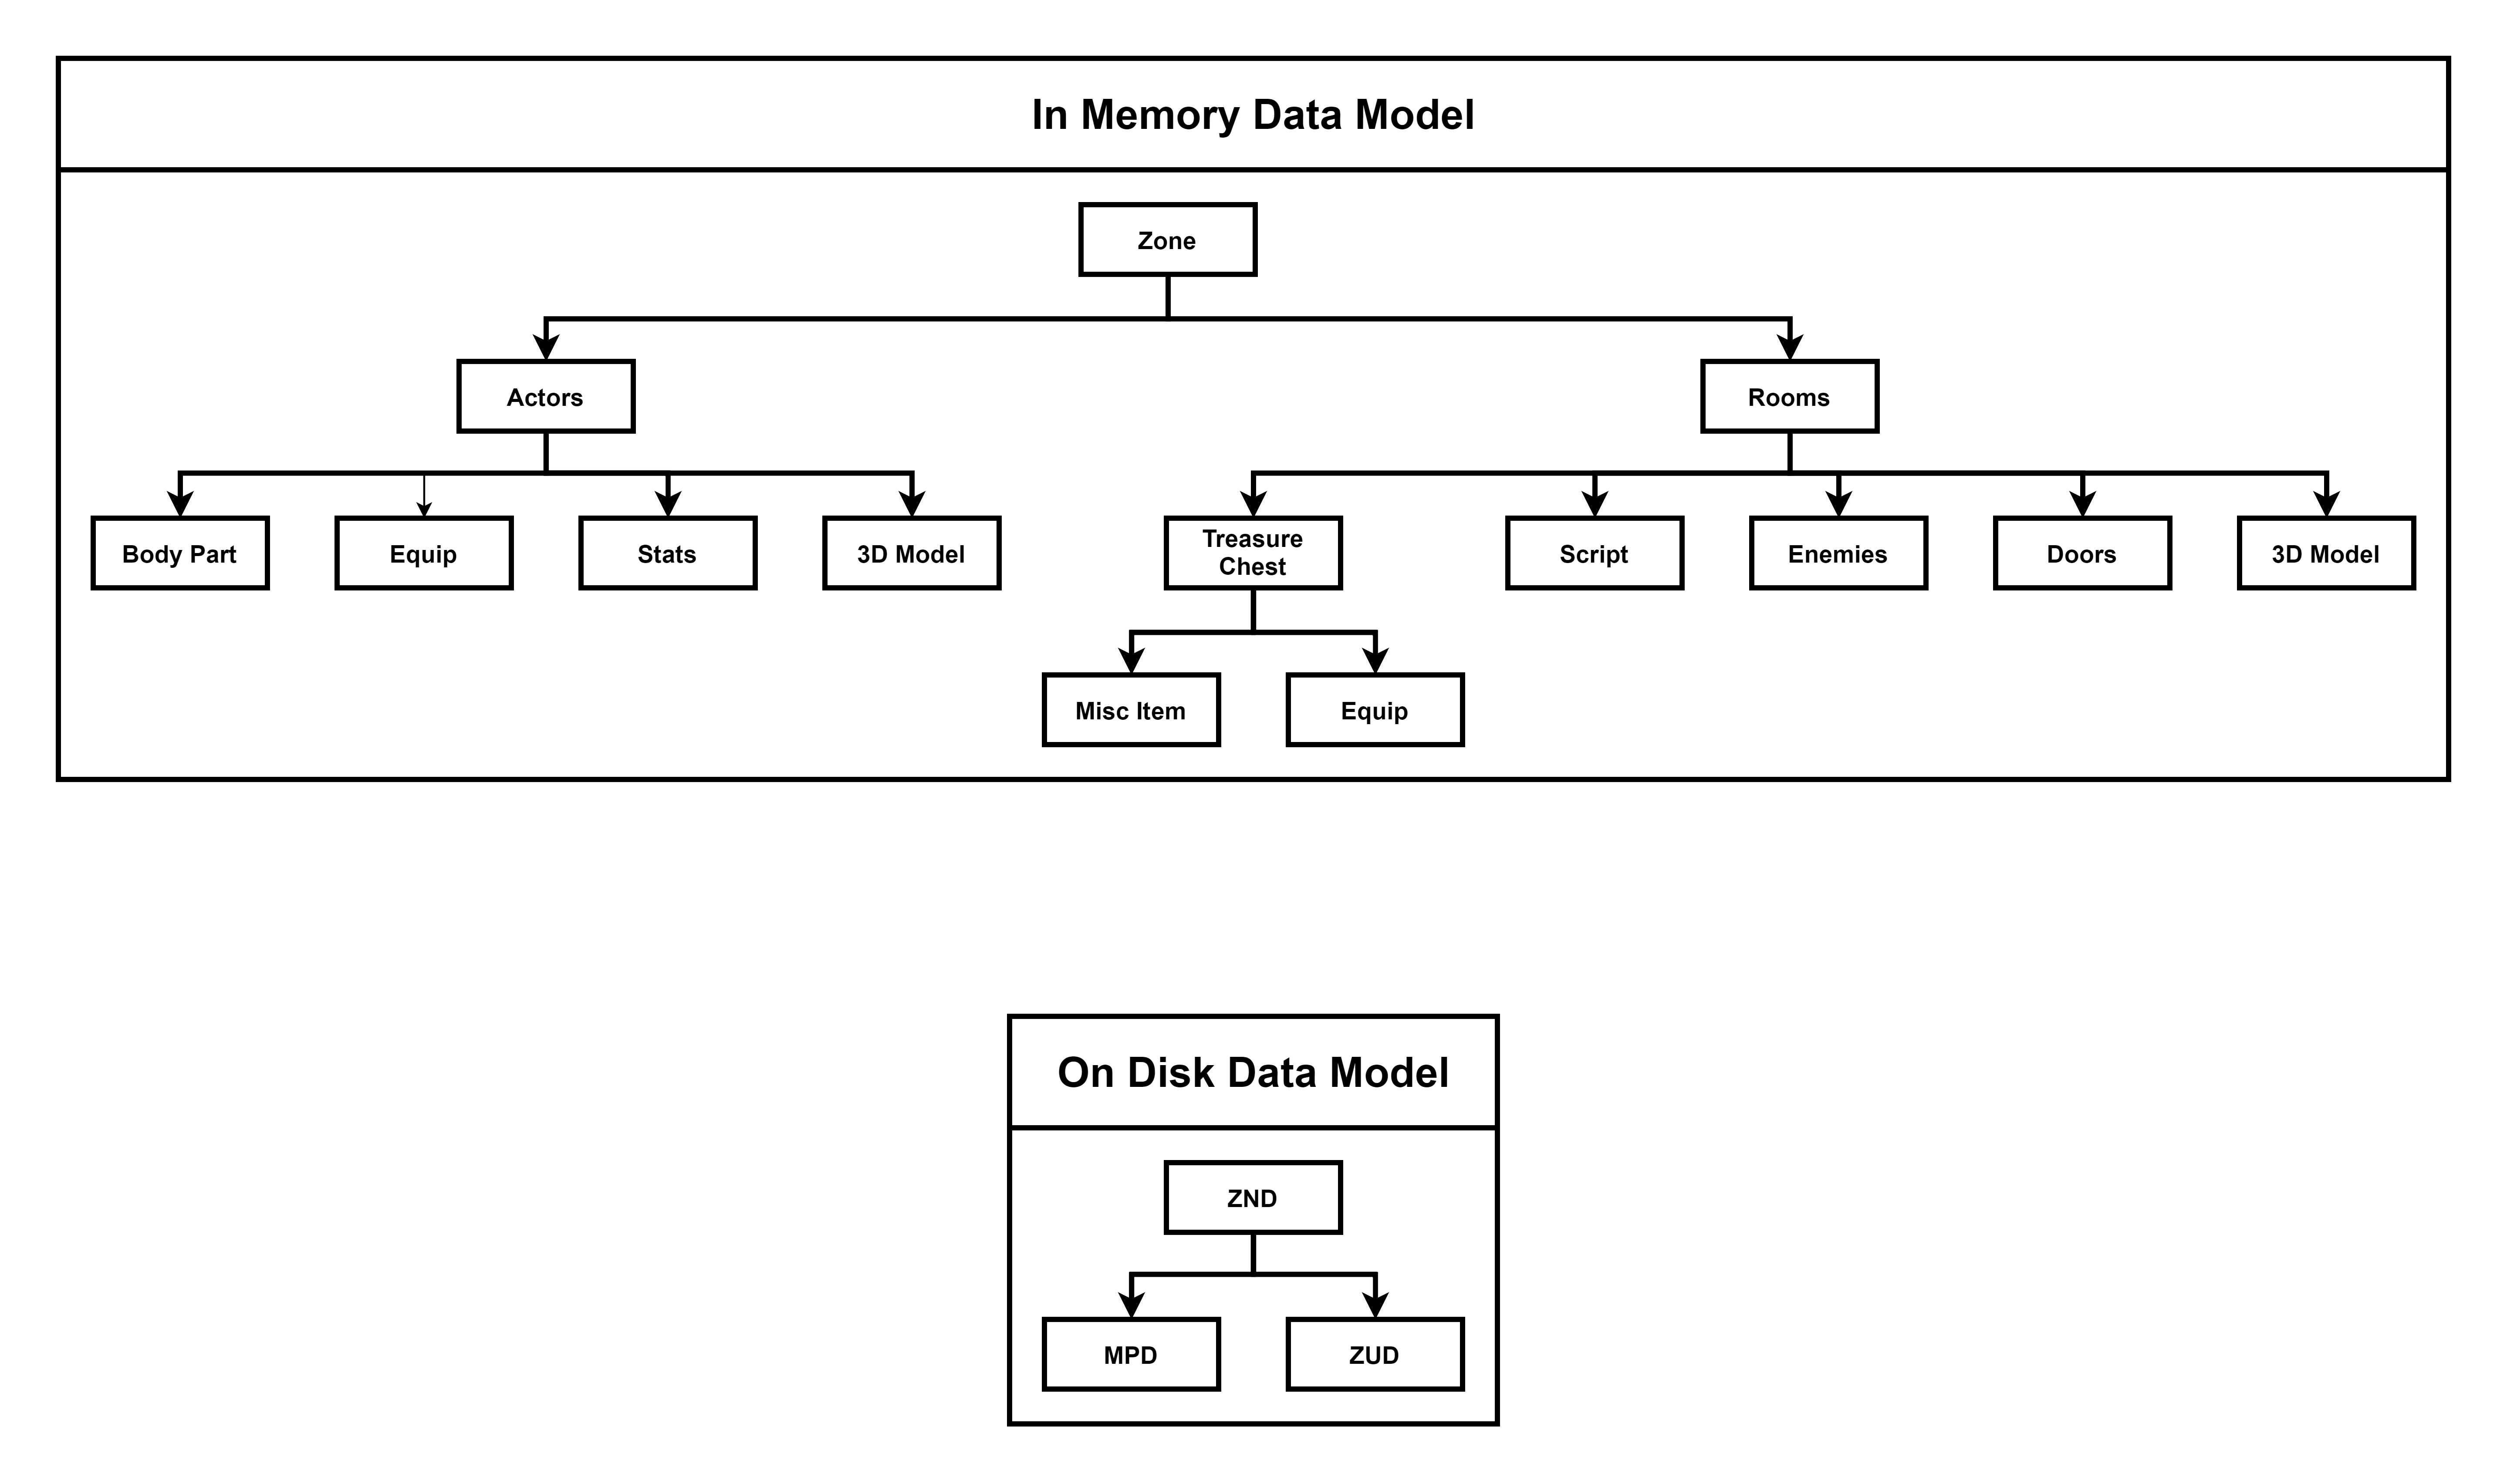 In Memory Data Model
Zone
Actors
Rooms
Body Part
Equip
Stats
3D Model
Treasure
Chest
Script
Enemies
Doors
3D Model
Misc Item
Equip
On Disk Data Model
ZND
MPD
ZUD